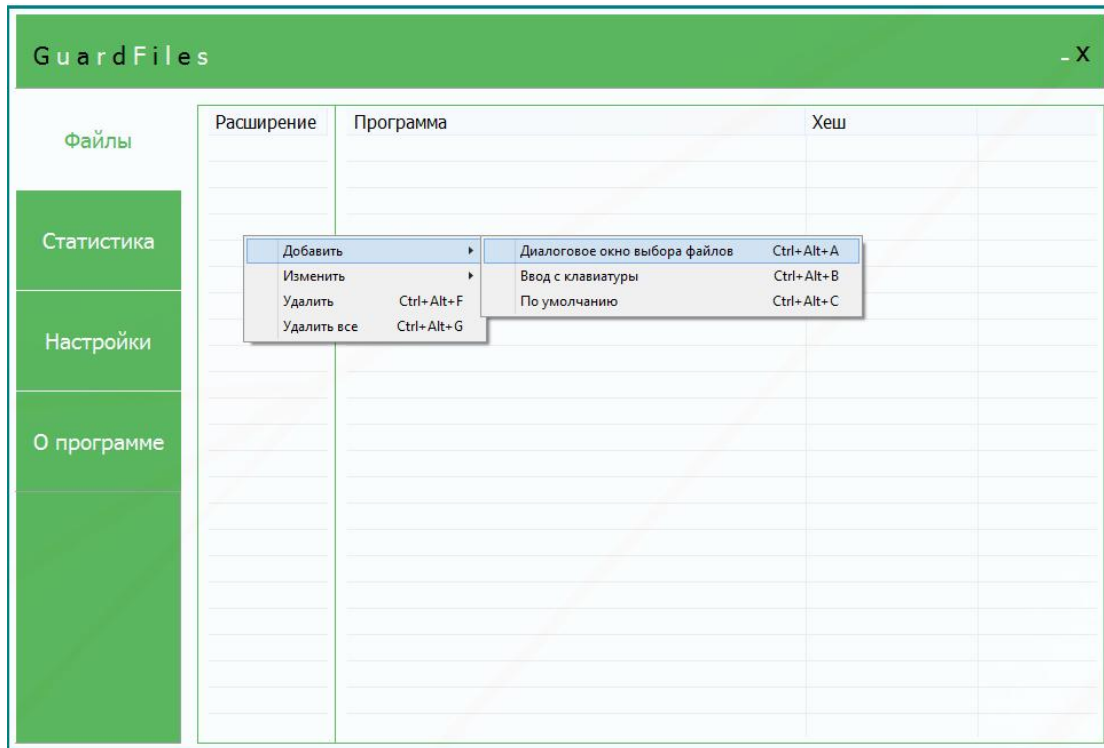 GuardFiles - X
Файлы
Расширение Программа Хеш
Статистика
Добавить Диалоговое окно выбора файлов Ctrl+Alt+A
Изменить Ввод с клавиатуры Ctrl+Alt+B
Удалить Ctrl+Alt+F По умолчанию Ctrl+Alt+C
Удалить все Ctrl+Alt+G
Настройки
О программе